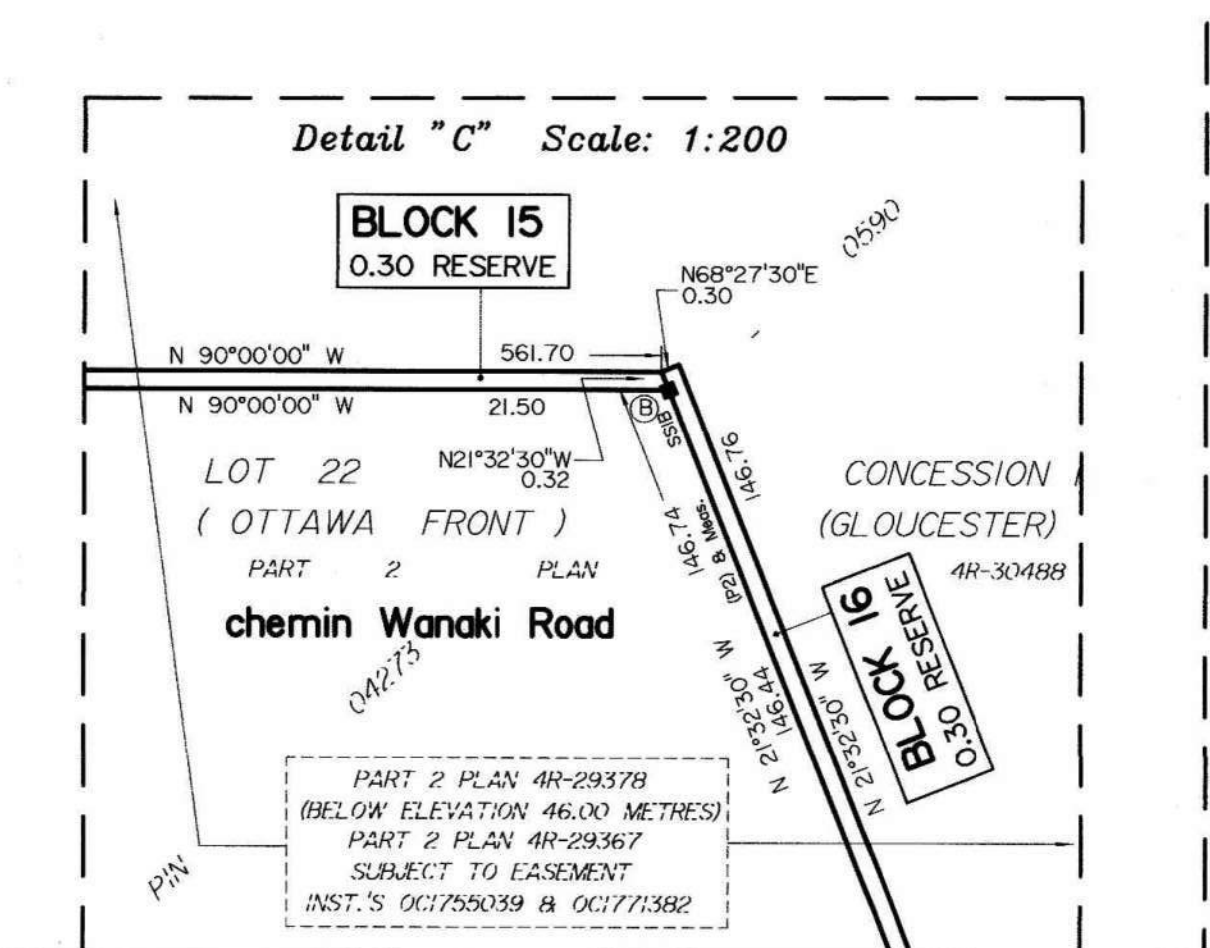 Detail "C" Scale: 1:200
BLOCK 15
0.30 RESERVE
0590
N68°27'30"E
0.30
N 90°00'00" W
561.70
N 90°00'00" W
21.50
B
SSIB
N21°32'30"W
0.32
LOT 22
( OTTAWA FRONT )
PART 2 PLAN
chemin Wanaki Road
04273
146.76
146.74
(P2) & Meas.
CONCESSION
(GLOUCESTER)
4R-30488
BLOCK 16
0.30 RESERVE
N 21°32'30" W
146.44
N 21°32'30" W
PART 2 PLAN 4R-29378
(BELOW ELEVATION 46.00 METRES)
PART 2 PLAN 4R-29367
SUBJECT TO EASEMENT
INST.'S OC1755039 & OC1771382
PIN